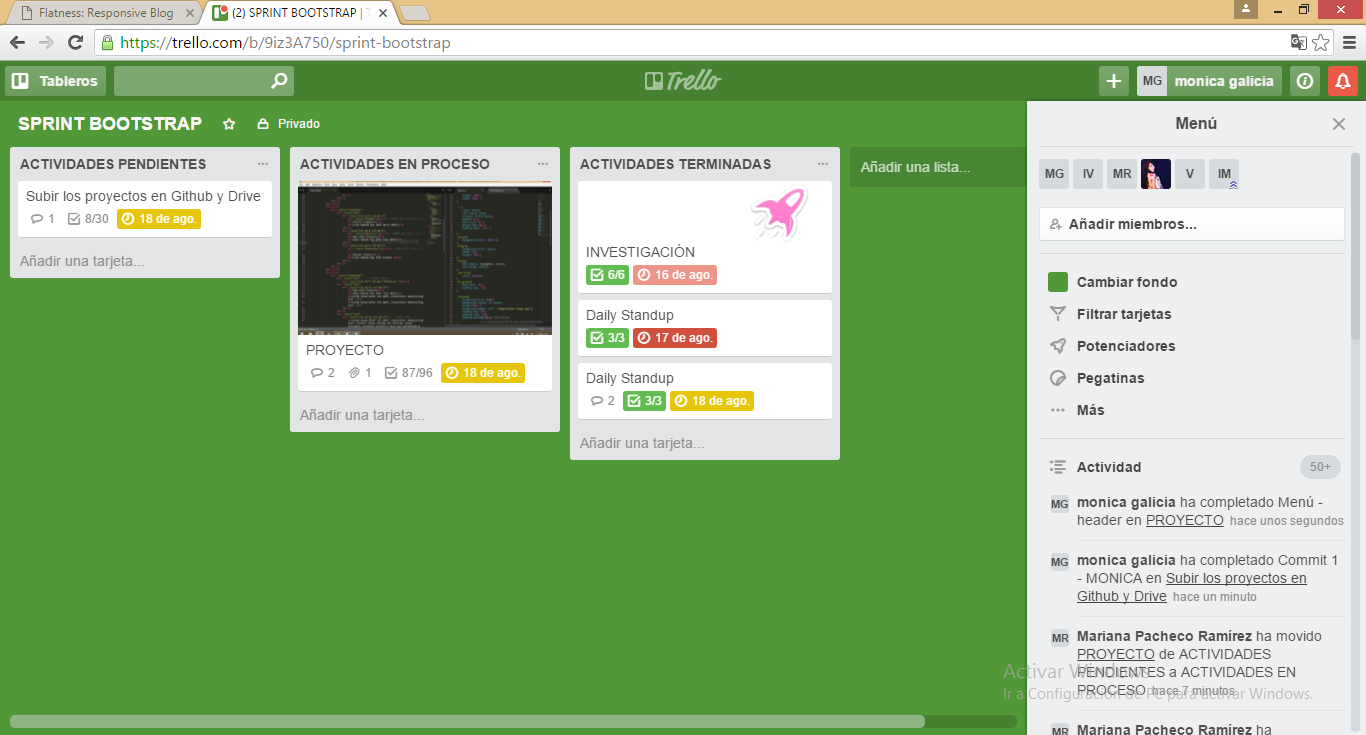 Flatness: Responsive Blog
(2) SPRINT BOOTSTRAP | T
https://trello.com/b/9iz3A750/sprint-bootstrap
Tableros
Trello
MG monica galicia
SPRINT BOOTSTRAP
Privado
ACTIVIDADES PENDIENTES
Subir los proyectos en Github y Drive
1 8/30 18 de ago.
Añadir una tarjeta...
ACTIVIDADES EN PROCESO
PROYECTO
2 1 87/96 18 de ago.
Añadir una tarjeta...
ACTIVIDADES TERMINADAS
INVESTIGACIÓN
6/6 16 de ago.
Daily Standup
3/3 17 de ago.
Daily Standup
2 3/3 18 de ago.
Añadir una tarjeta...
Añadir una lista...
Menú
MG IV MR V IM
Añadir miembros...
Cambiar fondo
Filtrar tarjetas
Potenciadores
Pegatinas
Más
Actividad 50+
MG monica galicia ha completado Menú -
header en PROYECTO hace unos segundos
MG monica galicia ha completado Commit 1
- MONICA en Subir los proyectos en
Github y Drive hace un minuto
MR Mariana Pacheco Ramírez ha movido
PROYECTO de ACTIVIDADES
PENDIENTES a ACTIVIDADES EN
PROCESO hace 7 minutos
MR Mariana Pacheco Ramírez ha
Activar Windows
Ir a Configuración de PC para activar Windows.